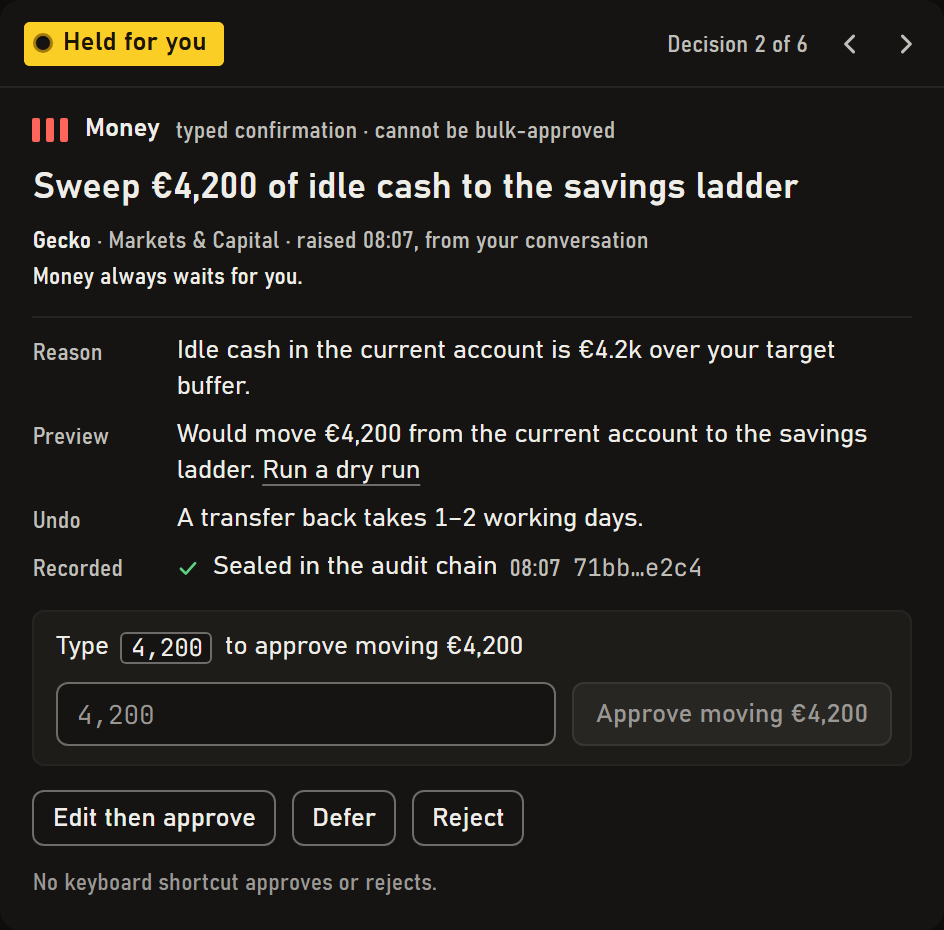 Held for you
Decision 2 of 6
Money typed confirmation · cannot be bulk-approved
Sweep €4,200 of idle cash to the savings ladder
Gecko · Markets & Capital · raised 08:07, from your conversation
Money always waits for you.
Reason Idle cash in the current account is €4.2k over your target
buffer.
Preview Would move €4,200 from the current account to the savings
ladder. Run a dry run
Undo A transfer back takes 1–2 working days.
Recorded Sealed in the audit chain 08:07 71bb…e2c4
Type 4,200 to approve moving €4,200
4,200 Approve moving €4,200
Edit then approve Defer Reject
No keyboard shortcut approves or rejects.